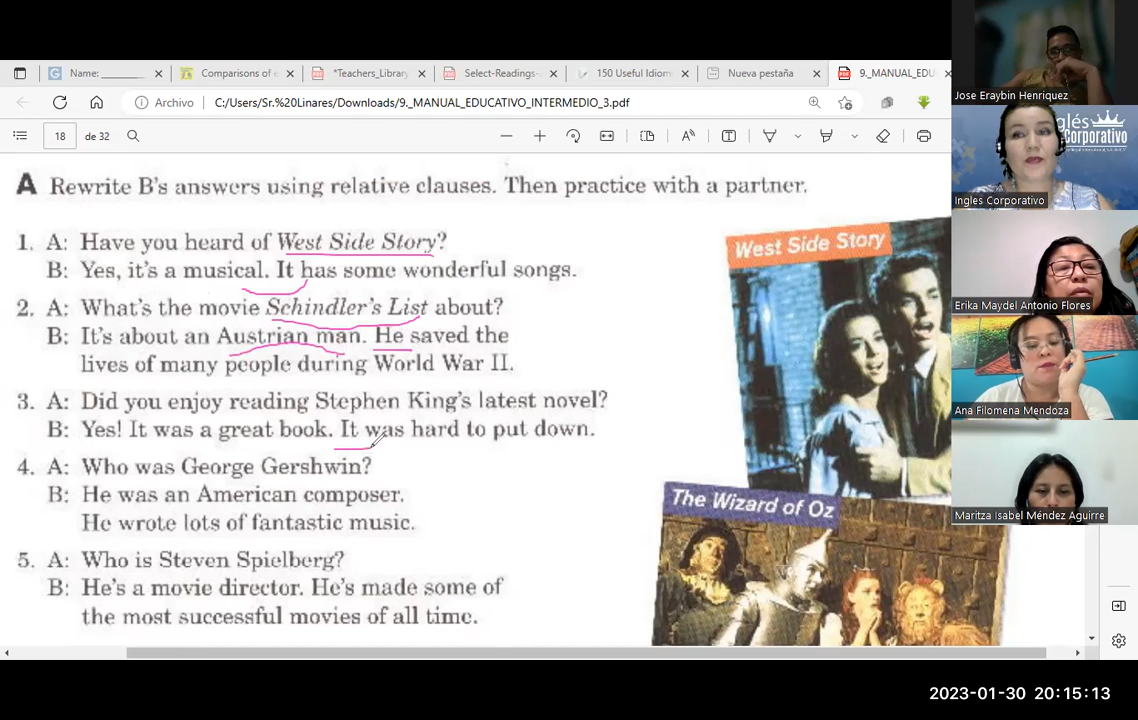 Name: ________
Comparisons of e
*Teachers_Library
Select-Readings-
150 Useful Idiom
Nueva pestaña
9._MANUAL_EDU
Archivo
C:/Users/Sr.%20Linares/Downloads/9._MANUAL_EDUCATIVO_INTERMEDIO_3.pdf
18 de 32
A Rewrite B's answers using relative clauses. Then practice with a partner.
1. A: Have you heard of West Side Story?
B: Yes, it's a musical. It has some wonderful songs.
2. A: What's the movie Schindler's List about?
B: It's about an Austrian man. He saved the
lives of many people during World War II.
3. A: Did you enjoy reading Stephen King's latest novel?
B: Yes! It was a great book. It was hard to put down.
4. A: Who was George Gershwin?
B: He was an American composer.
He wrote lots of fantastic music.
5. A: Who is Steven Spielberg?
B: He's a movie director. He's made some of
the most successful movies of all time.
West Side Story
The Wizard of Oz
Jose Eraybin Henriquez
glés
Corporativo
Ingles Corporativo
Erika Maydel Antonio Flores
Ana Filomena Mendoza
Maritza Isabel Méndez Aguirre
2023-01-30 20:15:13